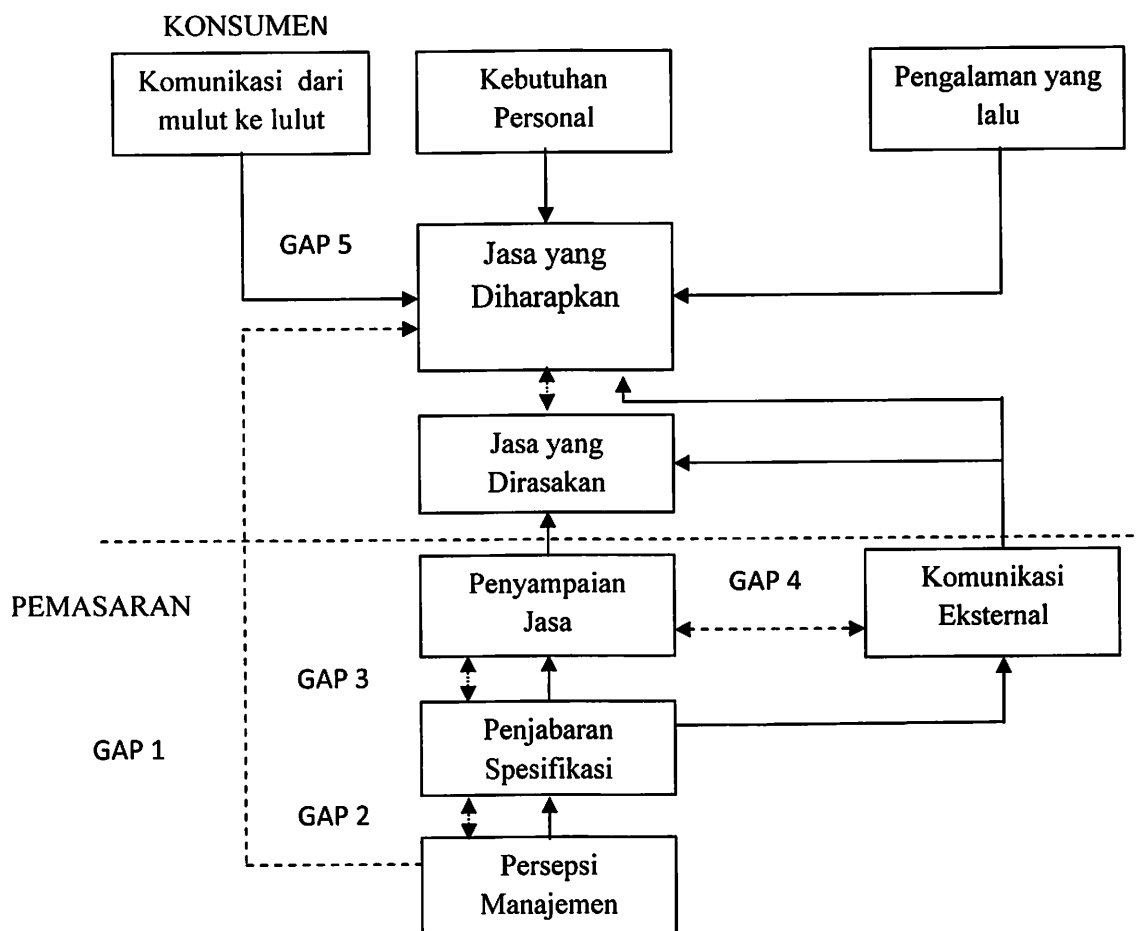 KONSUMEN
Komunikasi dari
mulut ke lulut
Kebutuhan
Personal
Pengalaman yang
lalu
GAP 5
Jasa yang
Diharapkan
Jasa yang
Dirasakan
PEMASARAN
Penyampaian
Jasa
GAP 4
Komunikasi
Eksternal
GAP 3
GAP 1
Penjabaran
Spesifikasi
GAP 2
Persepsi
Manajemen